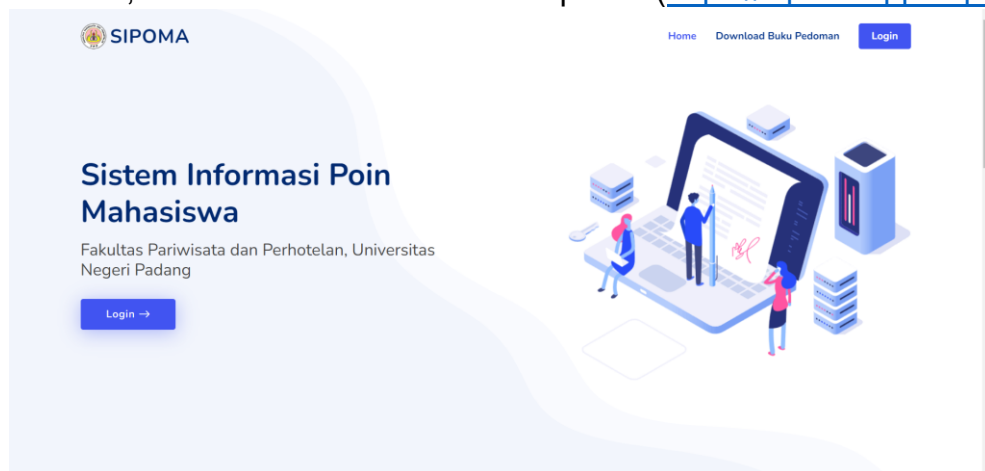 SIPOMA
Home Download Buku Pedoman Login
Sistem Informasi Poin
Mahasiswa
Fakultas Pariwisata dan Perhotelan, Universitas
Negeri Padang
Login →